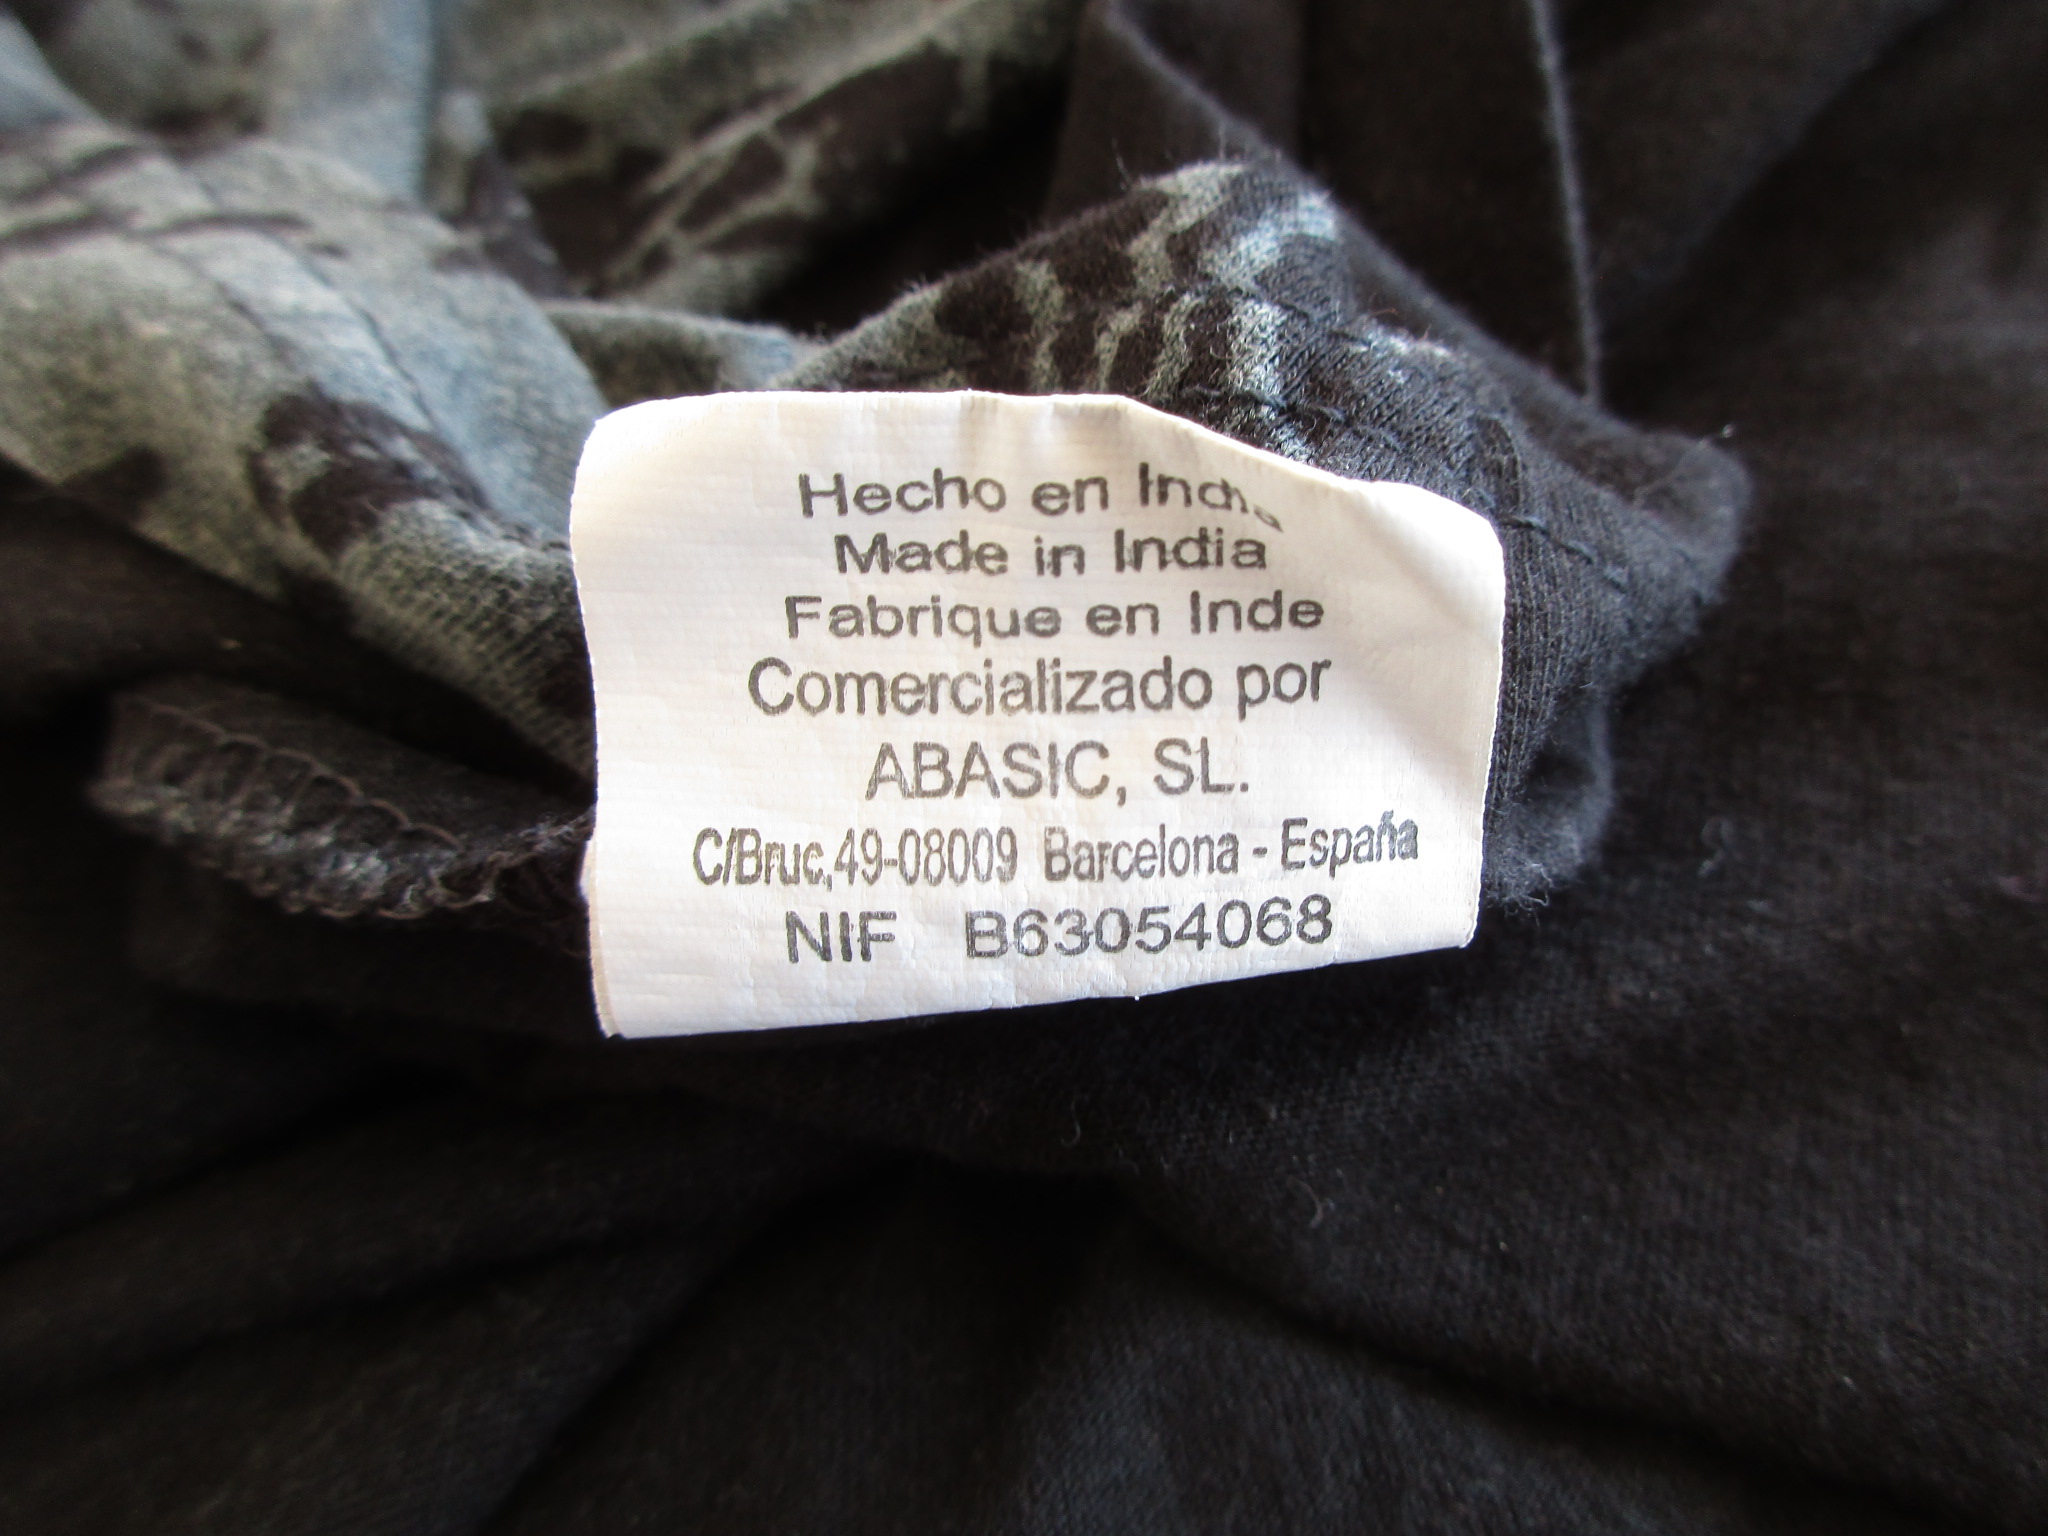 Hecho en India
Made in India
Fabrique en Inde
Comercializado por
ABASIC, SL.
C/Bruc,49-08009 Barcelona - España
NIF B63054068